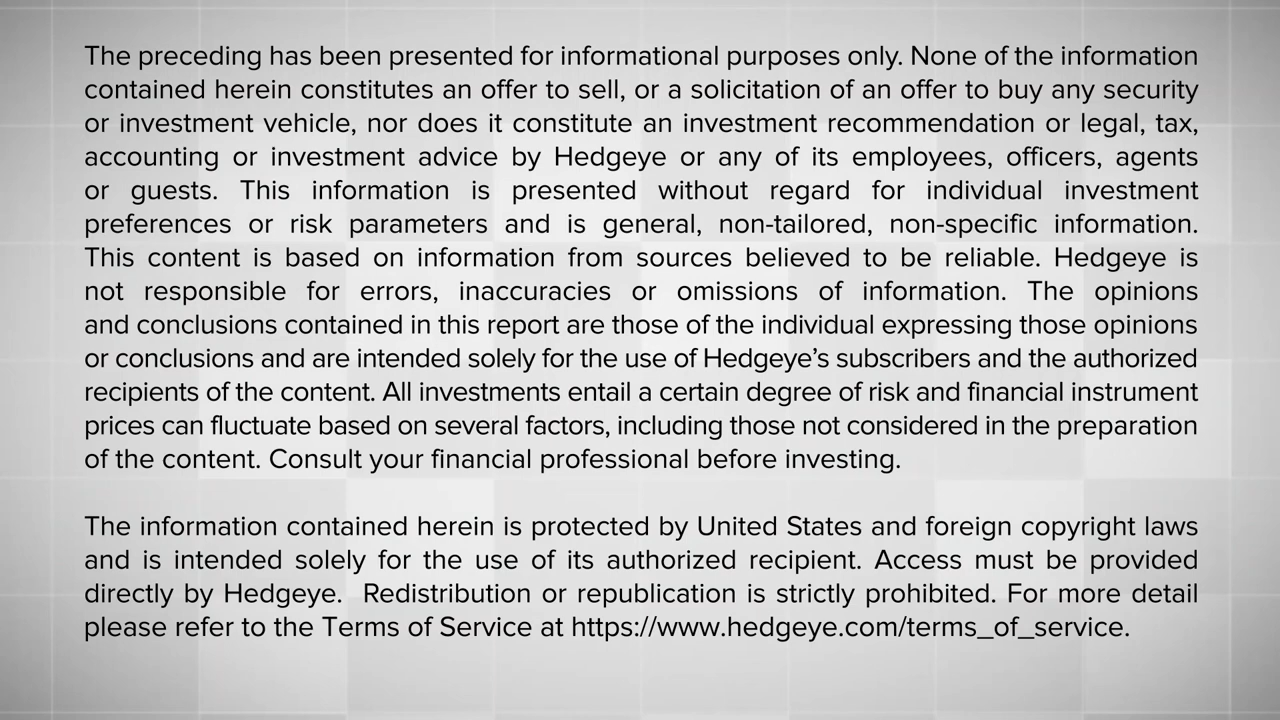 The preceding has been presented for informational purposes only. None of the information
contained herein constitutes an offer to sell, or a solicitation of an offer to buy any security
or investment vehicle, nor does it constitute an investment recommendation or legal, tax,
accounting or investment advice by Hedgeye or any of its employees, officers, agents
or guests. This information is presented without regard for individual investment
preferences or risk parameters and is general, non-tailored, non-specific information.
This content is based on information from sources believed to be reliable. Hedgeye is
not responsible for errors, inaccuracies or omissions of information. The opinions
and conclusions contained in this report are those of the individual expressing those opinions
or conclusions and are intended solely for the use of Hedgeye’s subscribers and the authorized
recipients of the content. All investments entail a certain degree of risk and financial instrument
prices can fluctuate based on several factors, including those not considered in the preparation
of the content. Consult your financial professional before investing.
The information contained herein is protected by United States and foreign copyright laws
and is intended solely for the use of its authorized recipient. Access must be provided
directly by Hedgeye.  Redistribution or republication is strictly prohibited. For more detail
please refer to the Terms of Service at https://www.hedgeye.com/terms_of_service.